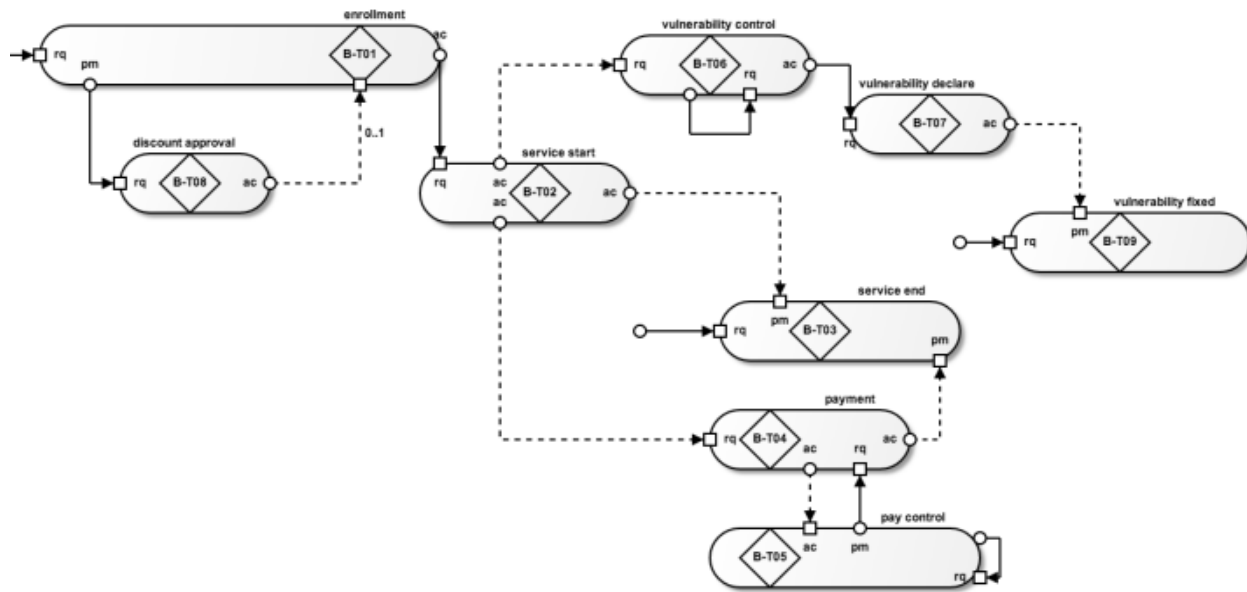 enrollment
rq
pm
B-T01
ac
0..1
discount approval
rq
B-T08
ac
vulnerability control
rq
B-T06
rq
ac
vulnerability declare
rq
B-T07
ac
service start
rq
ac
ac
B-T02
ac
vulnerability fixed
rq
pm
B-T09
service end
rq
pm
B-T03
pm
payment
rq
B-T04
ac
rq
ac
pay control
B-T05
ac
pm
rq